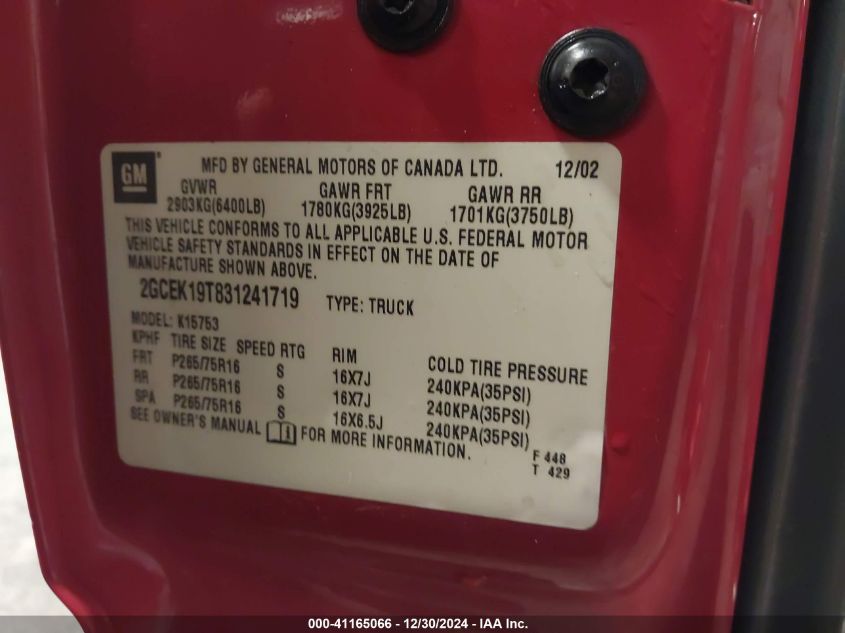 GM
MFD BY GENERAL MOTORS OF CANADA LTD. 12/02
GVWR GAWR FRT GAWR RR
2903KG(6400LB) 1780KG(3925LB) 1701KG(3750LB)
THIS VEHICLE CONFORMS TO ALL APPLICABLE U.S. FEDERAL MOTOR
VEHICLE SAFETY STANDARDS IN EFFECT ON THE DATE OF
MANUFACTURE SHOWN ABOVE.
2GCEK19T831241719 TYPE: TRUCK
MODEL: K15753
KPHF TIRE SIZE SPEED RTG RIM COLD TIRE PRESSURE
FRT P265/75R16 S 16X7J 240KPA(35PSI)
RR P265/75R16 S 16X7J 240KPA(35PSI)
SPA P265/75R16 S 16X6.5J 240KPA(35PSI)
SEE OWNER'S MANUAL FOR MORE INFORMATION.
F 448
T 429
000-41165066 - 12/30/2024 - IAA Inc.